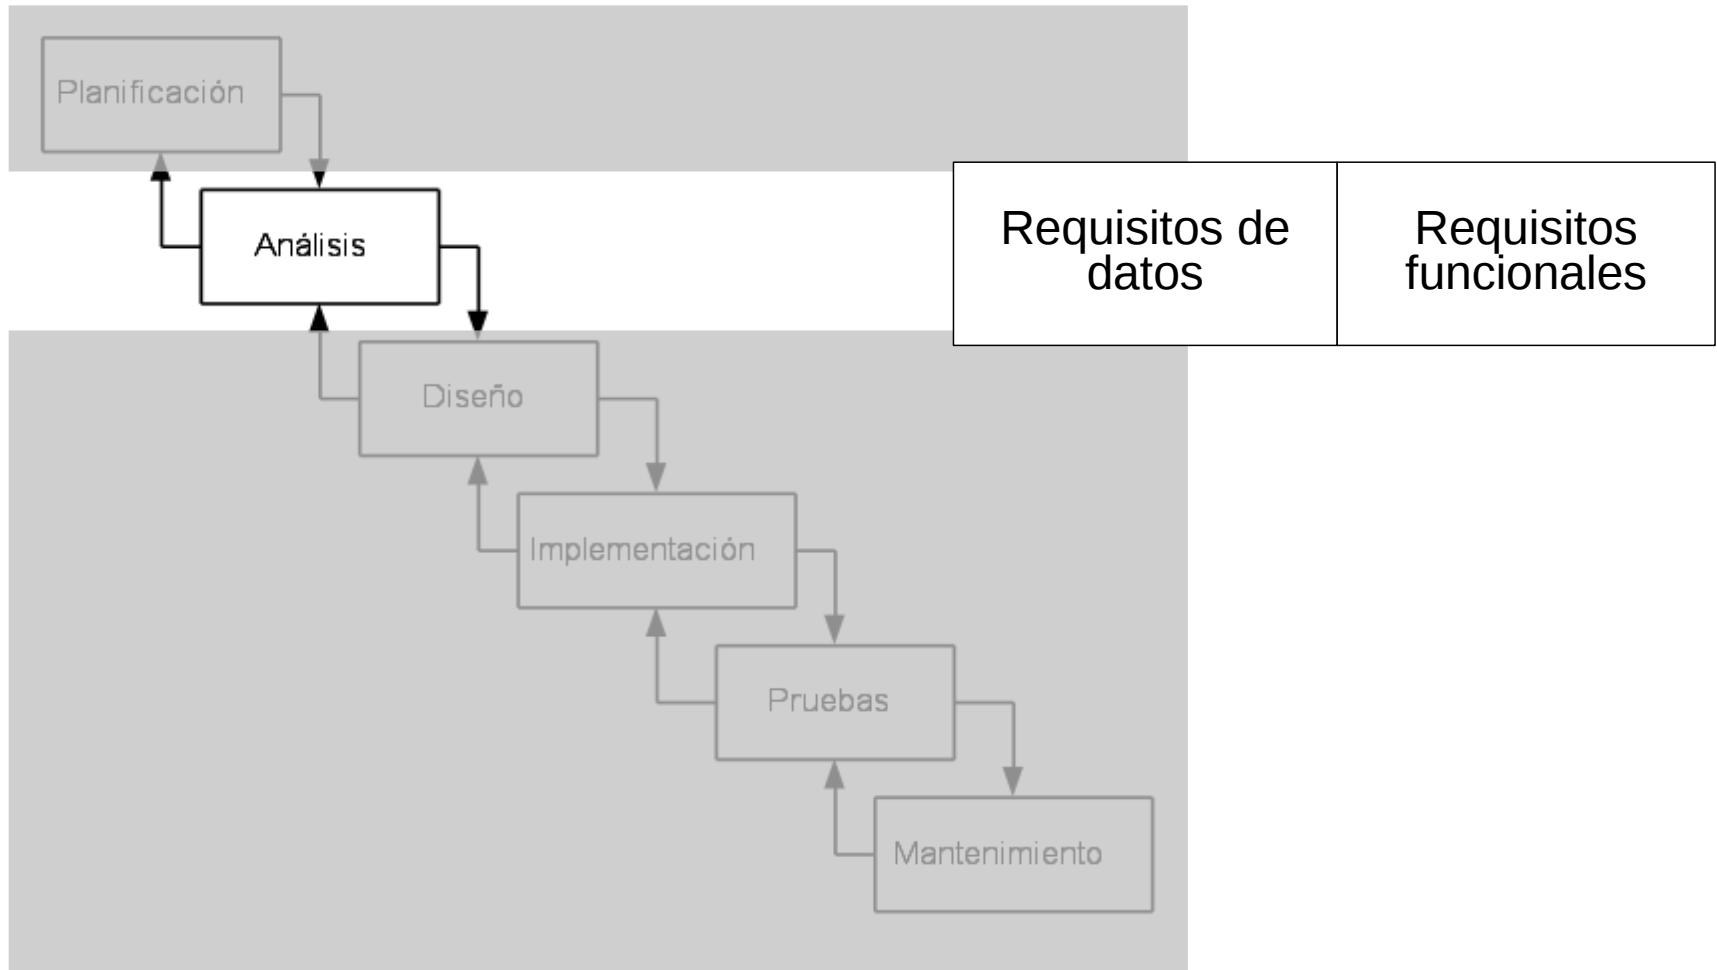 Planificación
Análisis
Requisitos de
datos
Requisitos
funcionales
Diseño
Implementación
Pruebas
Mantenimiento